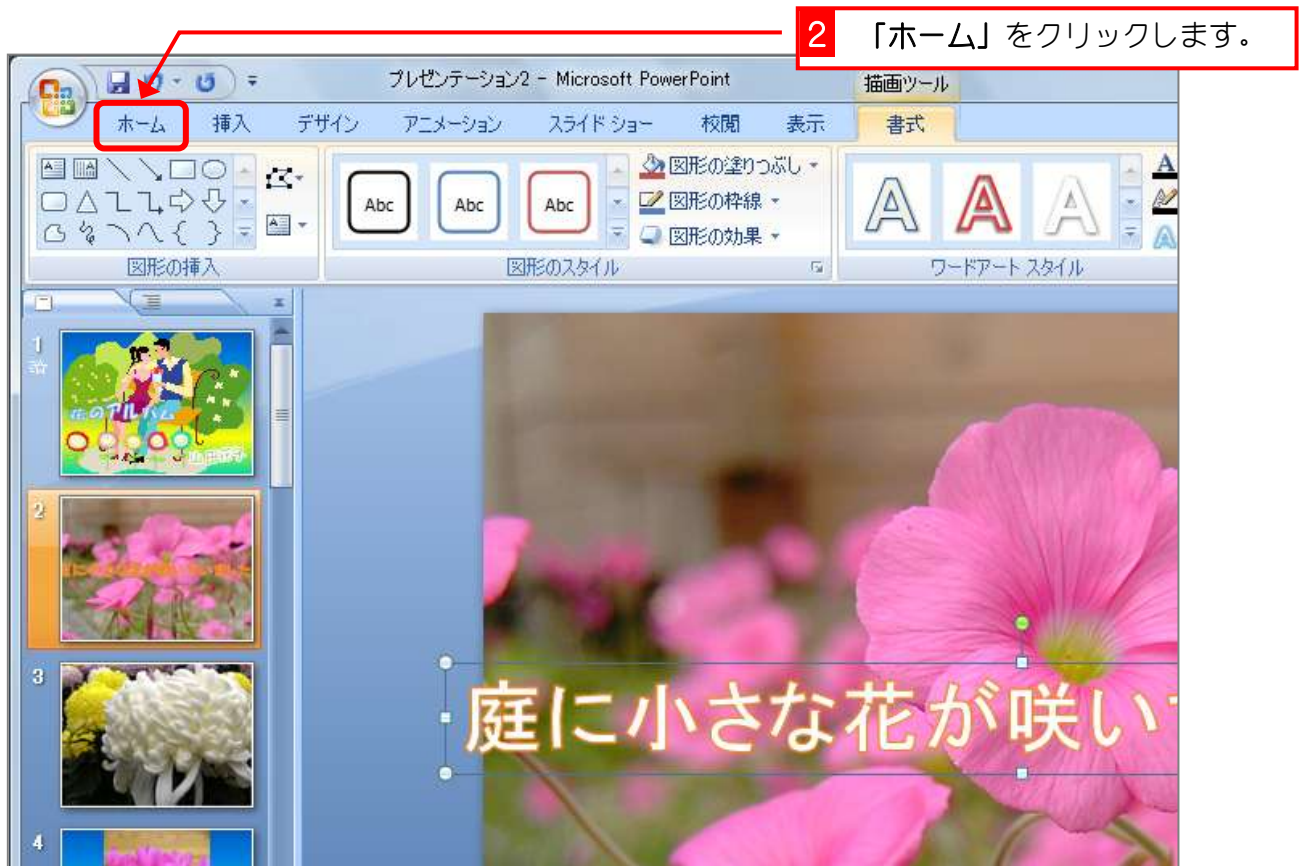 2 「ホーム」をクリックします。
プレゼンテーション2 - Microsoft PowerPoint
描画ツール
ホーム 挿入 デザイン アニメーション スライド ショー 校閲 表示 書式
図形の塗りつぶし
Abc Abc Abc
図形の枠線
図形の効果
A A A A
図形の挿入 図形のスタイル ワードアート スタイル
1
花のアルバム
2
3
庭に小さな花が咲い
4